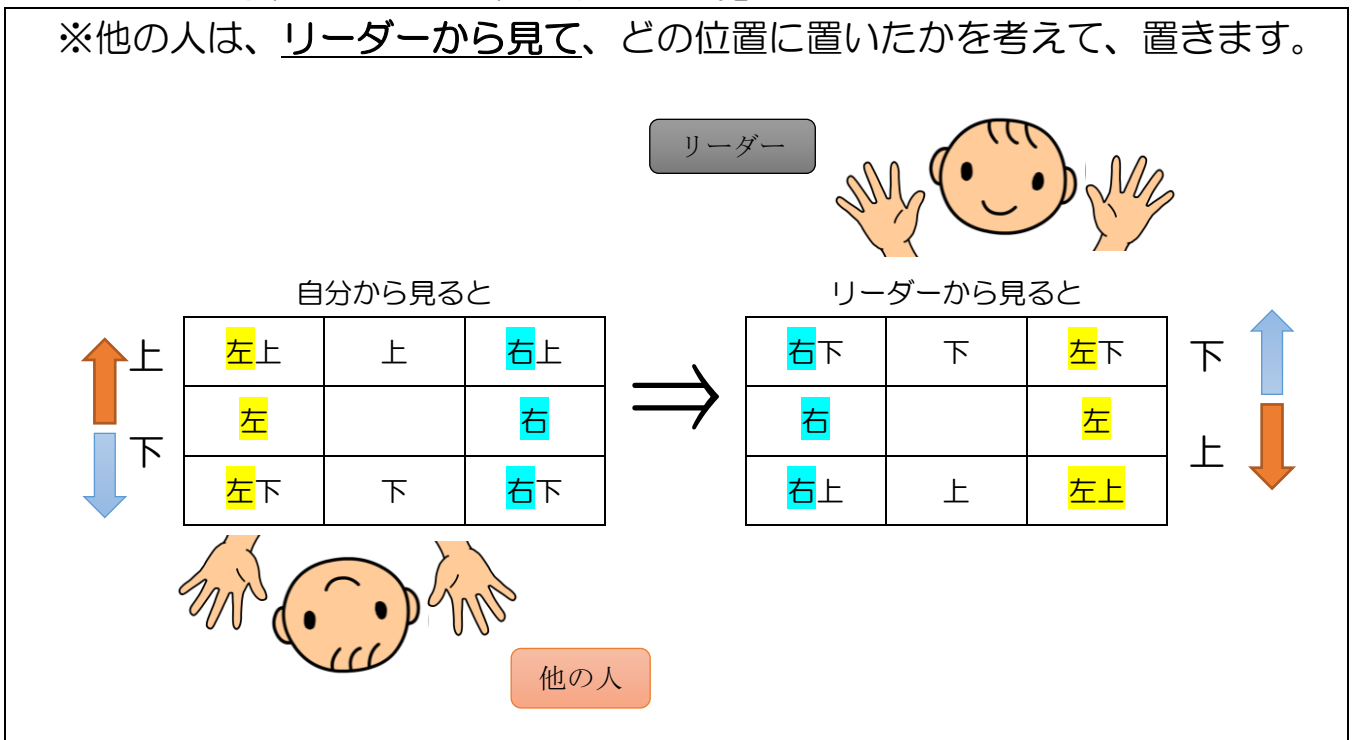 ※他の人は、リーダーから見て、どの位置に置いたかを考えて、置きます。
リーダー
自分から見ると
リーダーから見ると
上
下
左上 上 右上
左 右
左下 下 右下
右下 下 左下
右 左
右上 上 左上
下
上
他の人